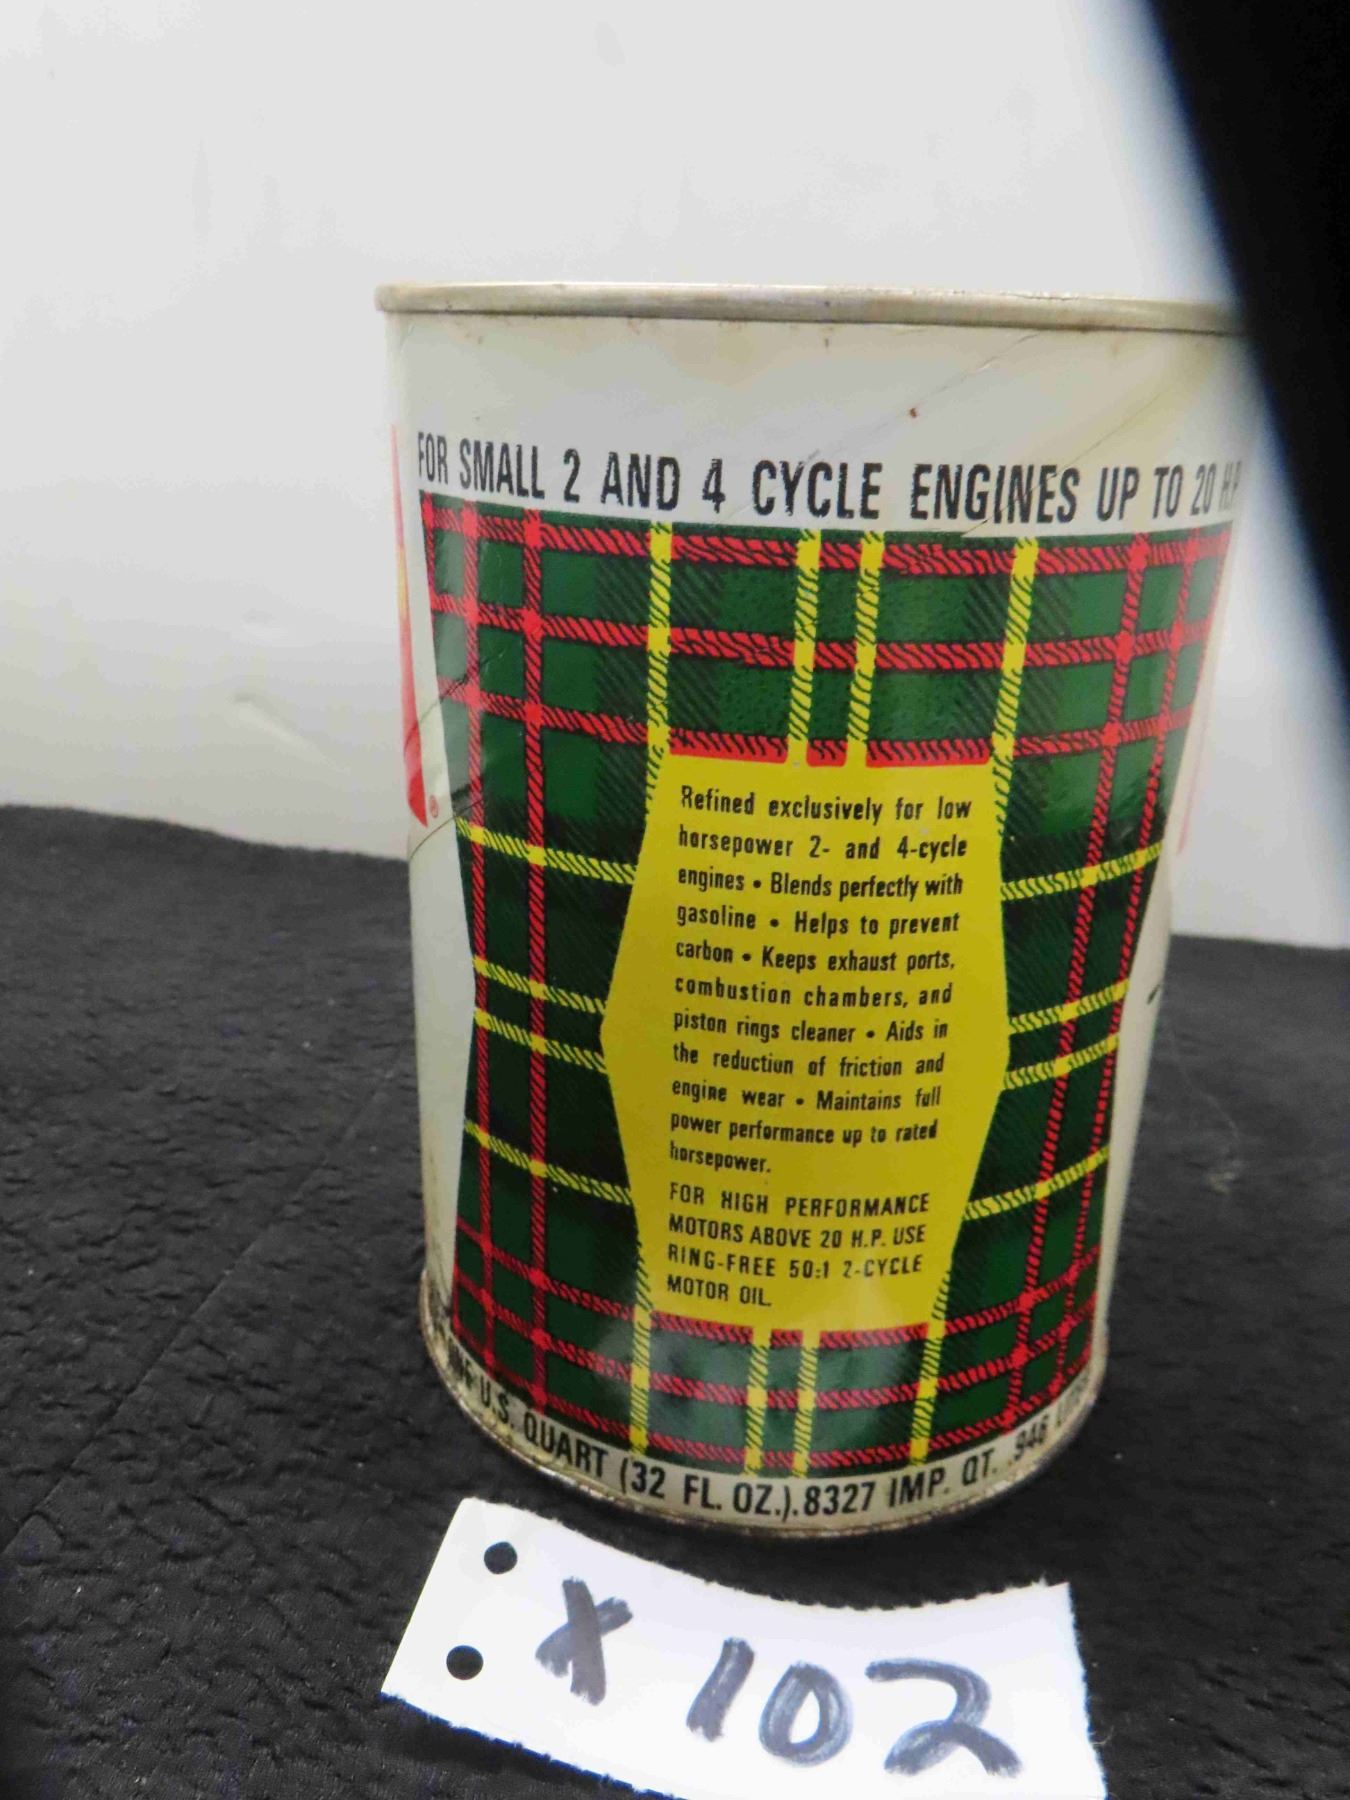 FOR SMALL 2 AND 4 CYCLE ENGINES UP TO 20 H.P.
®
Refined exclusively for low
horsepower 2- and 4-cycle
engines • Blends perfectly with
gasoline • Helps to prevent
carbon • Keeps exhaust ports,
combustion chambers, and
piston rings cleaner • Aids in
the reduction of friction and
engine wear • Maintains full
power performance up to rated
horsepower.
FOR HIGH PERFORMANCE
MOTORS ABOVE 20 H.P. USE
RING-FREE 50:1 2-CYCLE
MOTOR OIL.
U.S. QUART (32 FL. OZ.) .8327 IMP. QT. .946
X 102